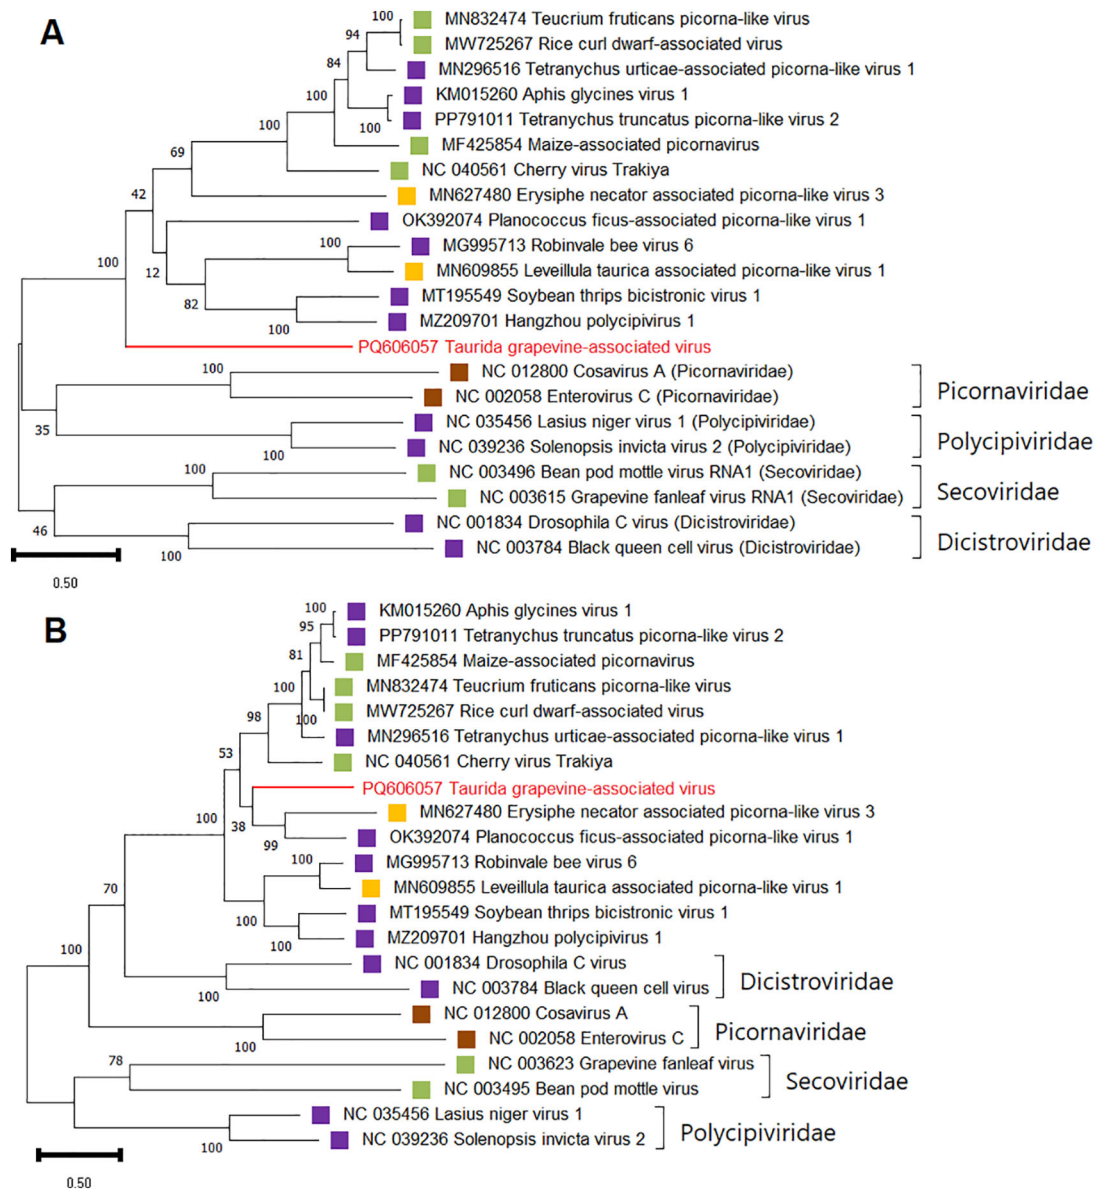 A
100
MN832474 Teucrium fruticans picorna-like virus
94
MW725267 Rice curl dwarf-associated virus
84
MN296516 Tetranychus urticae-associated picorna-like virus 1
100
KM015260 Aphis glycines virus 1
100
PP791011 Tetranychus truncatus picorna-like virus 2
100
MF425854 Maize-associated picornavirus
69
NC 040561 Cherry virus Trakiya
42
MN627480 Erysiphe necator associated picorna-like virus 3
OK392074 Planococcus ficus-associated picorna-like virus 1
100
MG995713 Robinvale bee virus 6
100
12
MN609855 Leveillula taurica associated picorna-like virus 1
82
MT195549 Soybean thrips bicistronic virus 1
100
MZ209701 Hangzhou polycipivirus 1
PQ606057 Taurida grapevine-associated virus
100
NC 012800 Cosavirus A (Picornaviridae)
Picornaviridae
NC 002058 Enterovirus C (Picornaviridae)
35
NC 035456 Lasius niger virus 1 (Polycipiviridae)
Polycipiviridae
100
NC 039236 Solenopsis invicta virus 2 (Polycipiviridae)
100
NC 003496 Bean pod mottle virus RNA1 (Secoviridae)
Secoviridae
NC 003615 Grapevine fanleaf virus RNA1 (Secoviridae)
46
NC 001834 Drosophila C virus (Dicistroviridae)
Dicistroviridae
100
NC 003784 Black queen cell virus (Dicistroviridae)
0.50
B
100
KM015260 Aphis glycines virus 1
95
PP791011 Tetranychus truncatus picorna-like virus 2
81
MF425854 Maize-associated picornavirus
100
MN832474 Teucrium fruticans picorna-like virus
98
100
MW725267 Rice curl dwarf-associated virus
53
MN296516 Tetranychus urticae-associated picorna-like virus 1
NC 040561 Cherry virus Trakiya
PQ606057 Taurida grapevine-associated virus
100
38
MN627480 Erysiphe necator associated picorna-like virus 3
99
OK392074 Planococcus ficus-associated picorna-like virus 1
100
MG995713 Robinvale bee virus 6
70
MN609855 Leveillula taurica associated picorna-like virus 1
100
MT195549 Soybean thrips bicistronic virus 1
100
100
MZ209701 Hangzhou polycipivirus 1
NC 001834 Drosophila C virus
Dicistroviridae
100
NC 003784 Black queen cell virus
NC 012800 Cosavirus A
Picornaviridae
100
NC 002058 Enterovirus C
78
NC 003623 Grapevine fanleaf virus
Secoviridae
NC 003495 Bean pod mottle virus
NC 035456 Lasius niger virus 1
Polycipiviridae
100
NC 039236 Solenopsis invicta virus 2
0.50